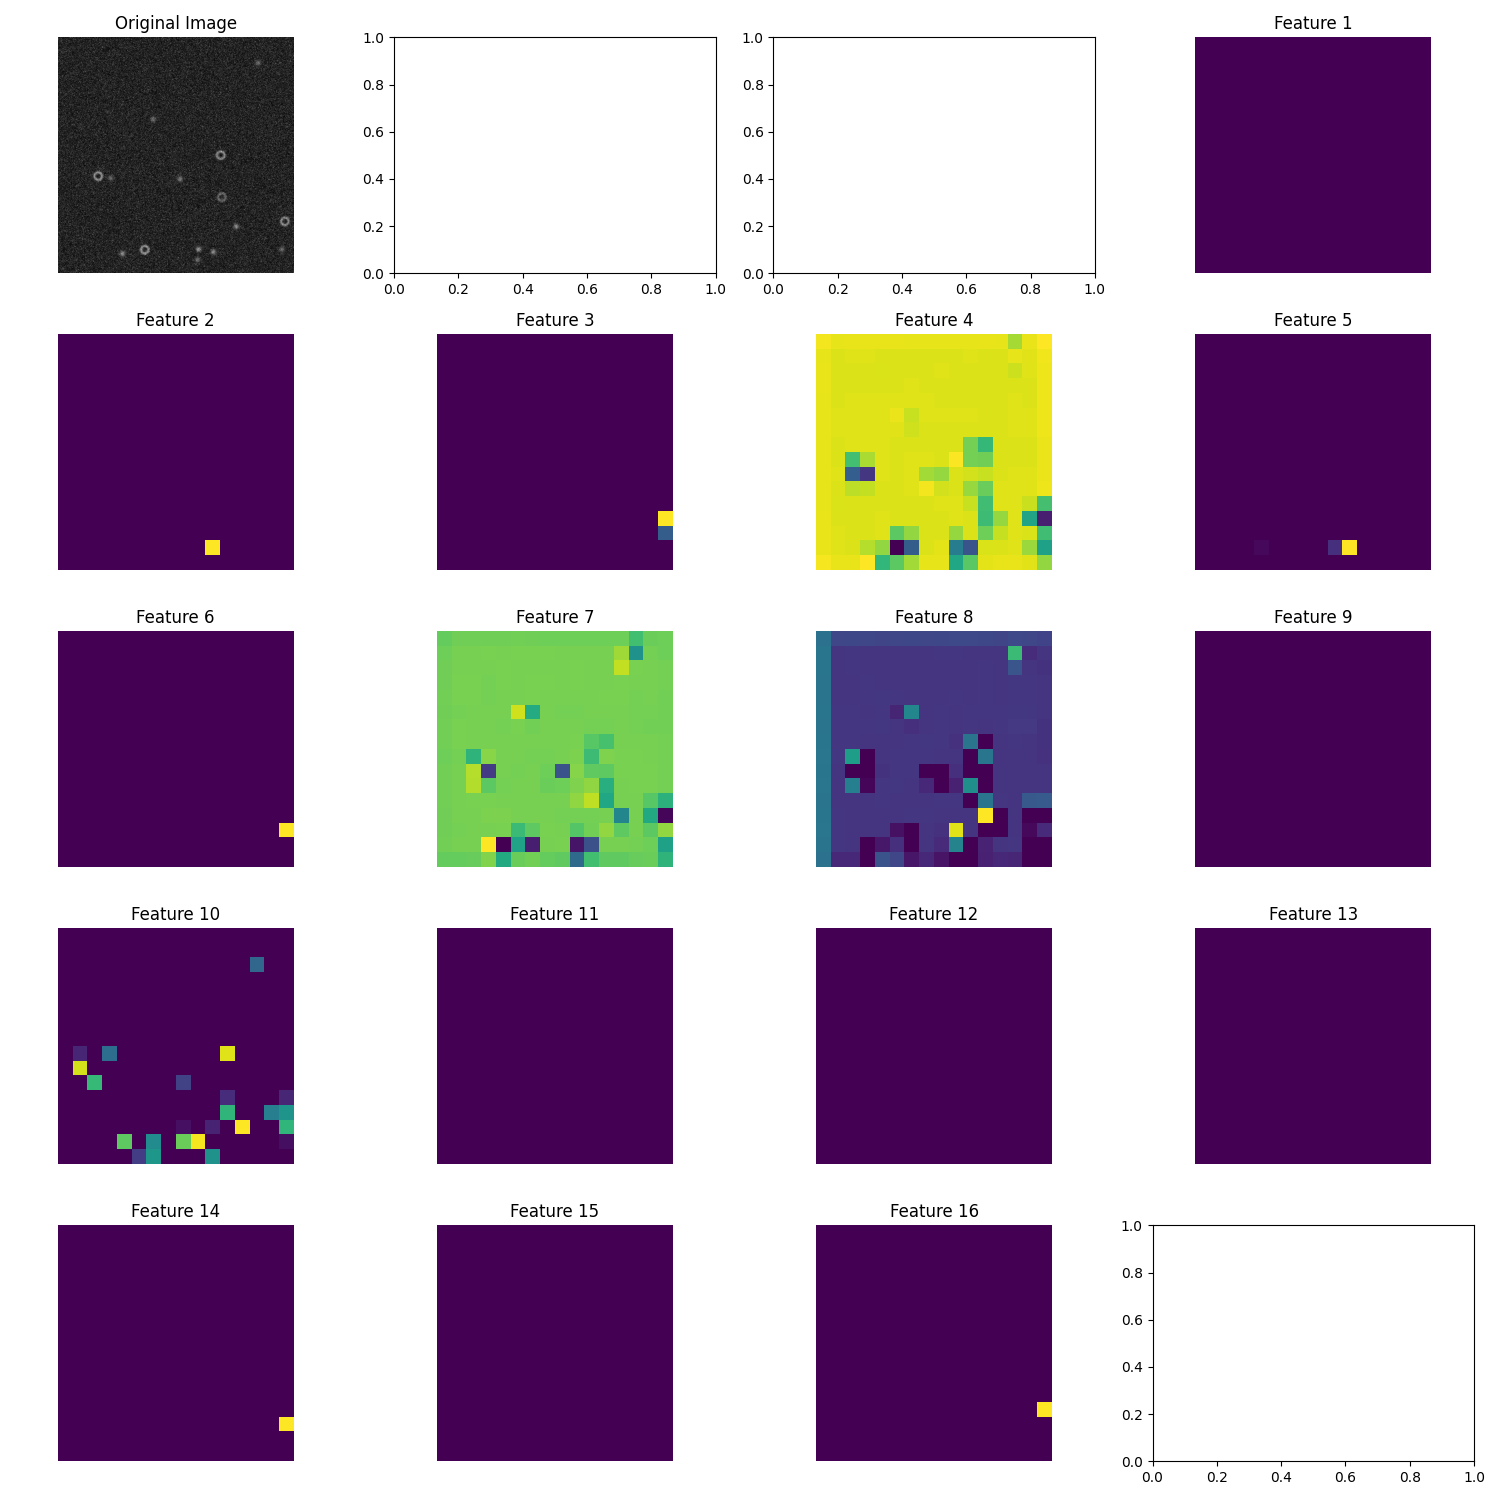 Original Image
Feature 1
1.0
0.8
0.6
0.4
0.2
0.0
0.0 0.2 0.4 0.6 0.8 1.0
1.0
0.8
0.6
0.4
0.2
0.0
0.0 0.2 0.4 0.6 0.8 1.0
Feature 2
Feature 3
Feature 4
Feature 5
Feature 6
Feature 7
Feature 8
Feature 9
Feature 10
Feature 11
Feature 12
Feature 13
Feature 14
Feature 15
Feature 16
1.0
0.8
0.6
0.4
0.2
0.0
0.0 0.2 0.4 0.6 0.8 1.0